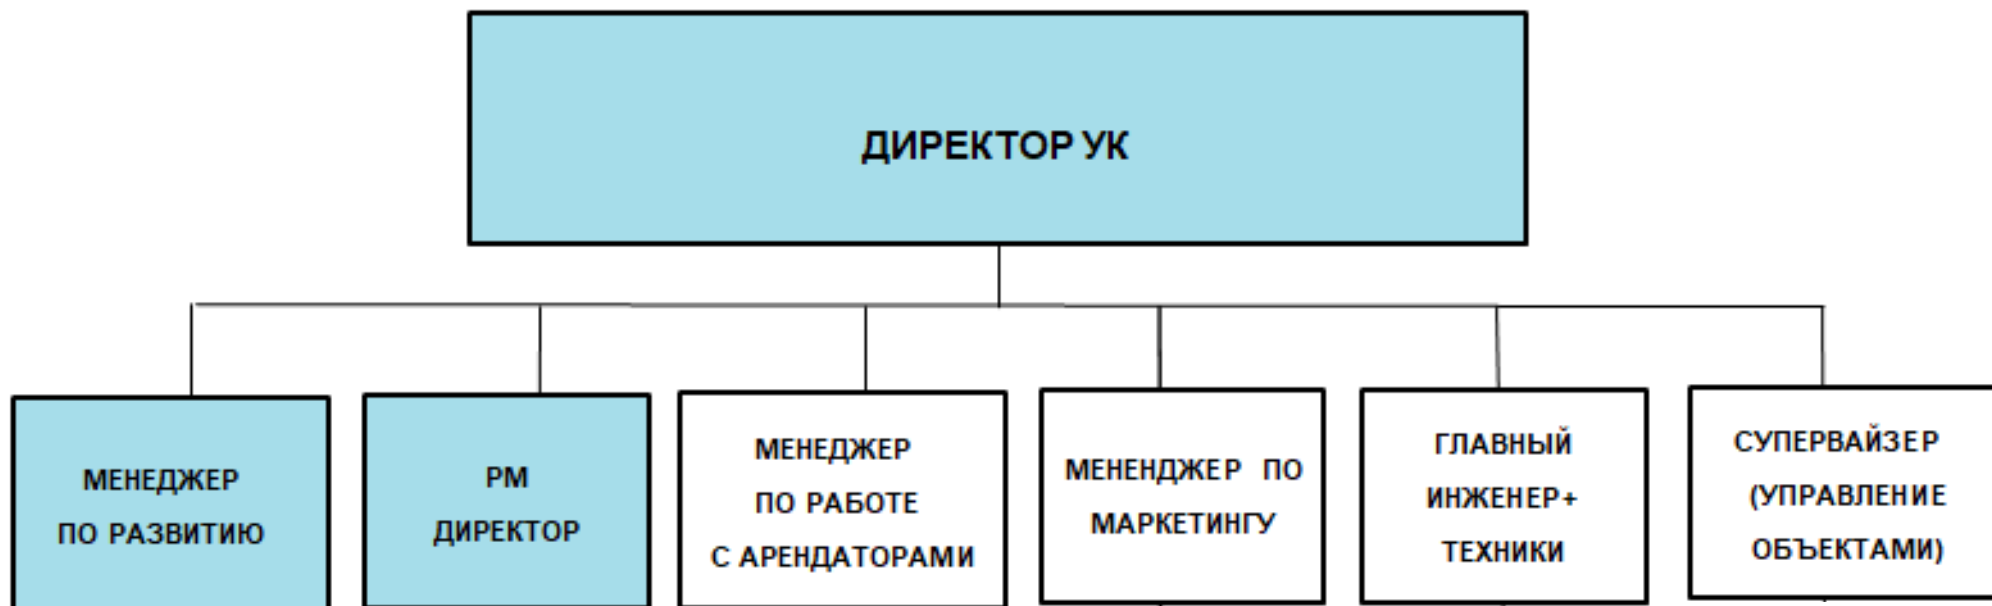 ДИРЕКТОР УК
МЕНЕДЖЕР
ПО РАЗВИТИЮ
РМ
ДИРЕКТОР
МЕНЕДЖЕР
ПО РАБОТЕ
С АРЕНДАТОРАМИ
МЕНЕНДЖЕР ПО
МАРКЕТИНГУ
ГЛАВНЫЙ
ИНЖЕНЕР+
ТЕХНИКИ
СУПЕРВАЙЗЕР
(УПРАВЛЕНИЕ
ОБЪЕКТАМИ)